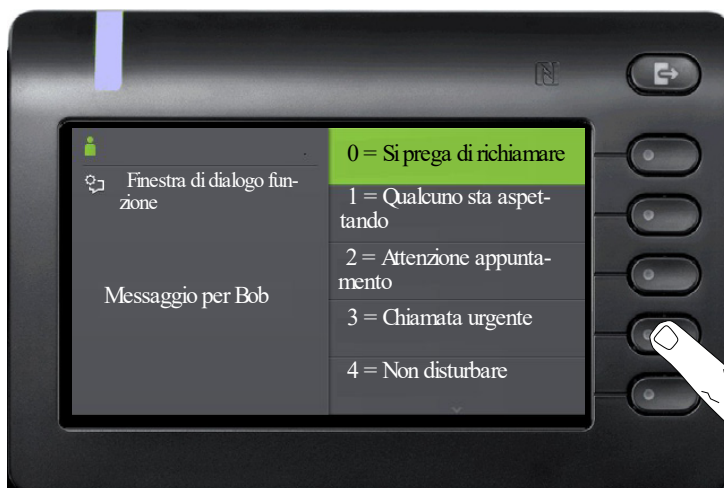 Finestra di dialogo fun-
zione
Messaggio per Bob
0 = Si prega di richiamare
1 = Qualcuno sta aspet-
tando
2 = Attenzione appunta-
mento
3 = Chiamata urgente
4 = Non disturbare